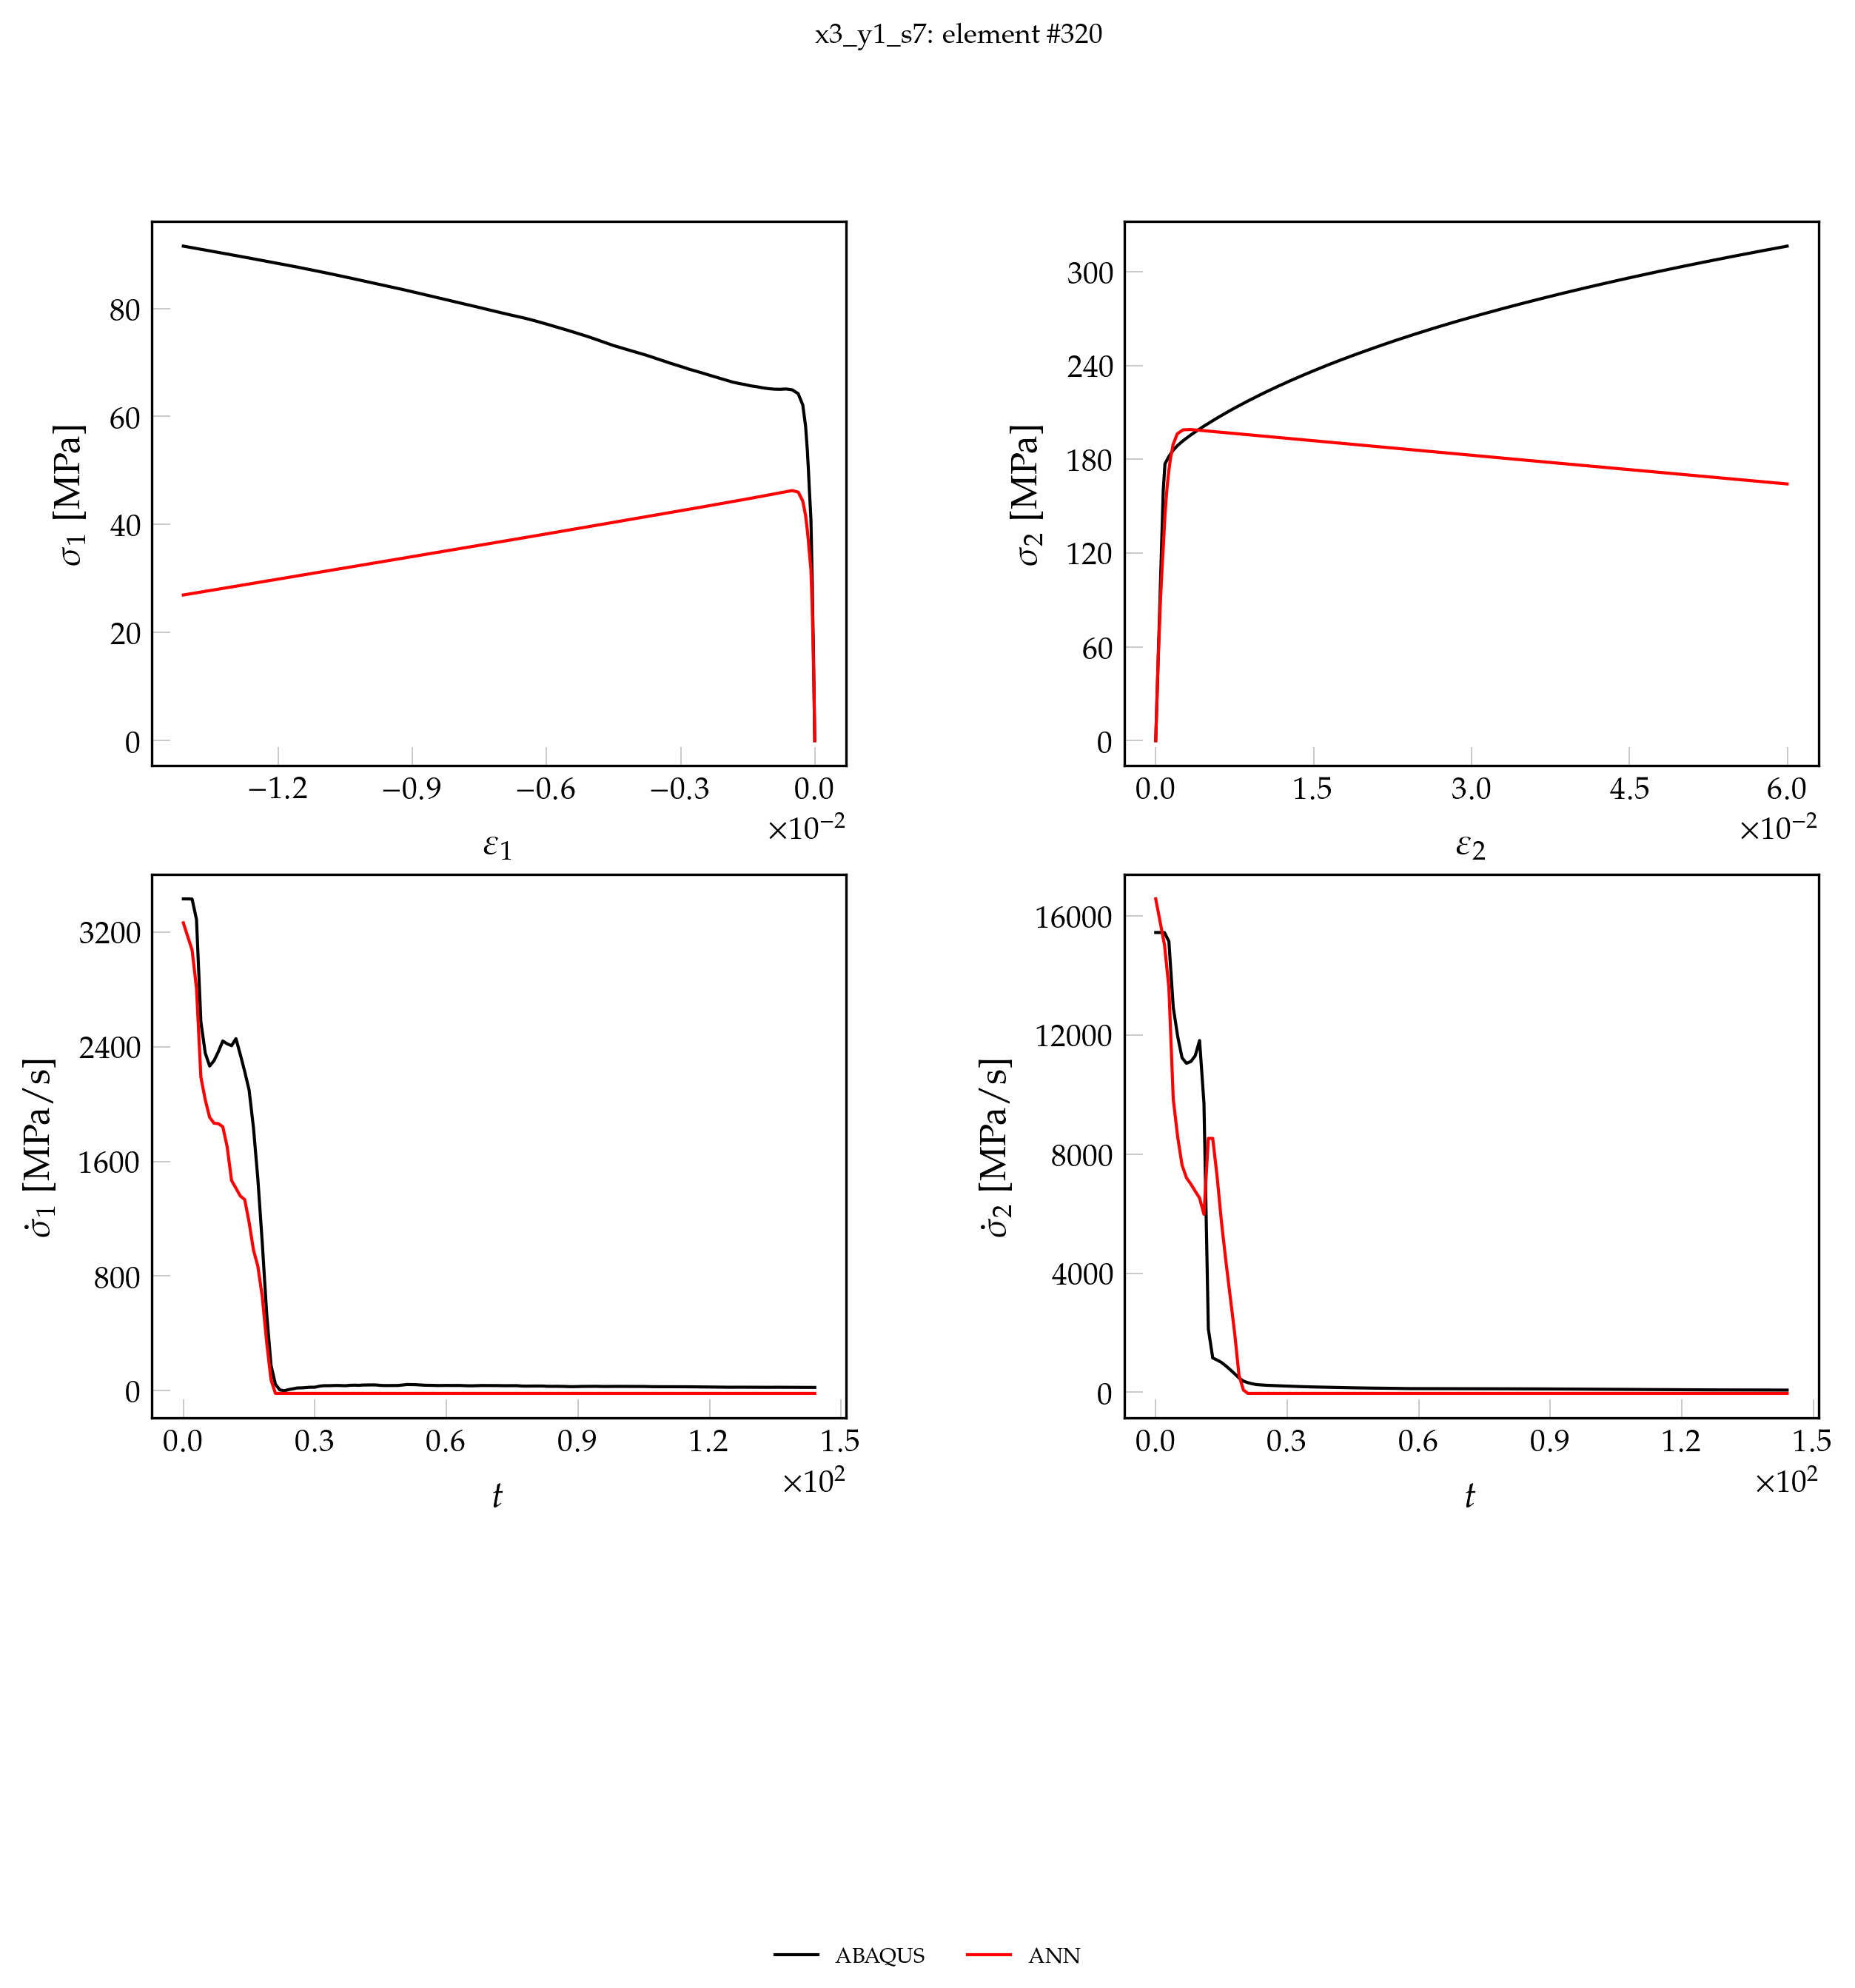 x3_y1_s7: element #320
σ1 [MPa]
80
60
40
20
0
−1.2 −0.9 −0.6 −0.3 0.0
×10−2
ε1
σ2 [MPa]
300
240
180
120
60
0
0.0 1.5 3.0 4.5 6.0
×10−2
ε2
σ̇1 [MPa/s]
3200
2400
1600
800
0
0.0 0.3 0.6 0.9 1.2 1.5
×102
t
σ̇2 [MPa/s]
16000
12000
8000
4000
0
0.0 0.3 0.6 0.9 1.2 1.5
×102
t
ABAQUS ANN